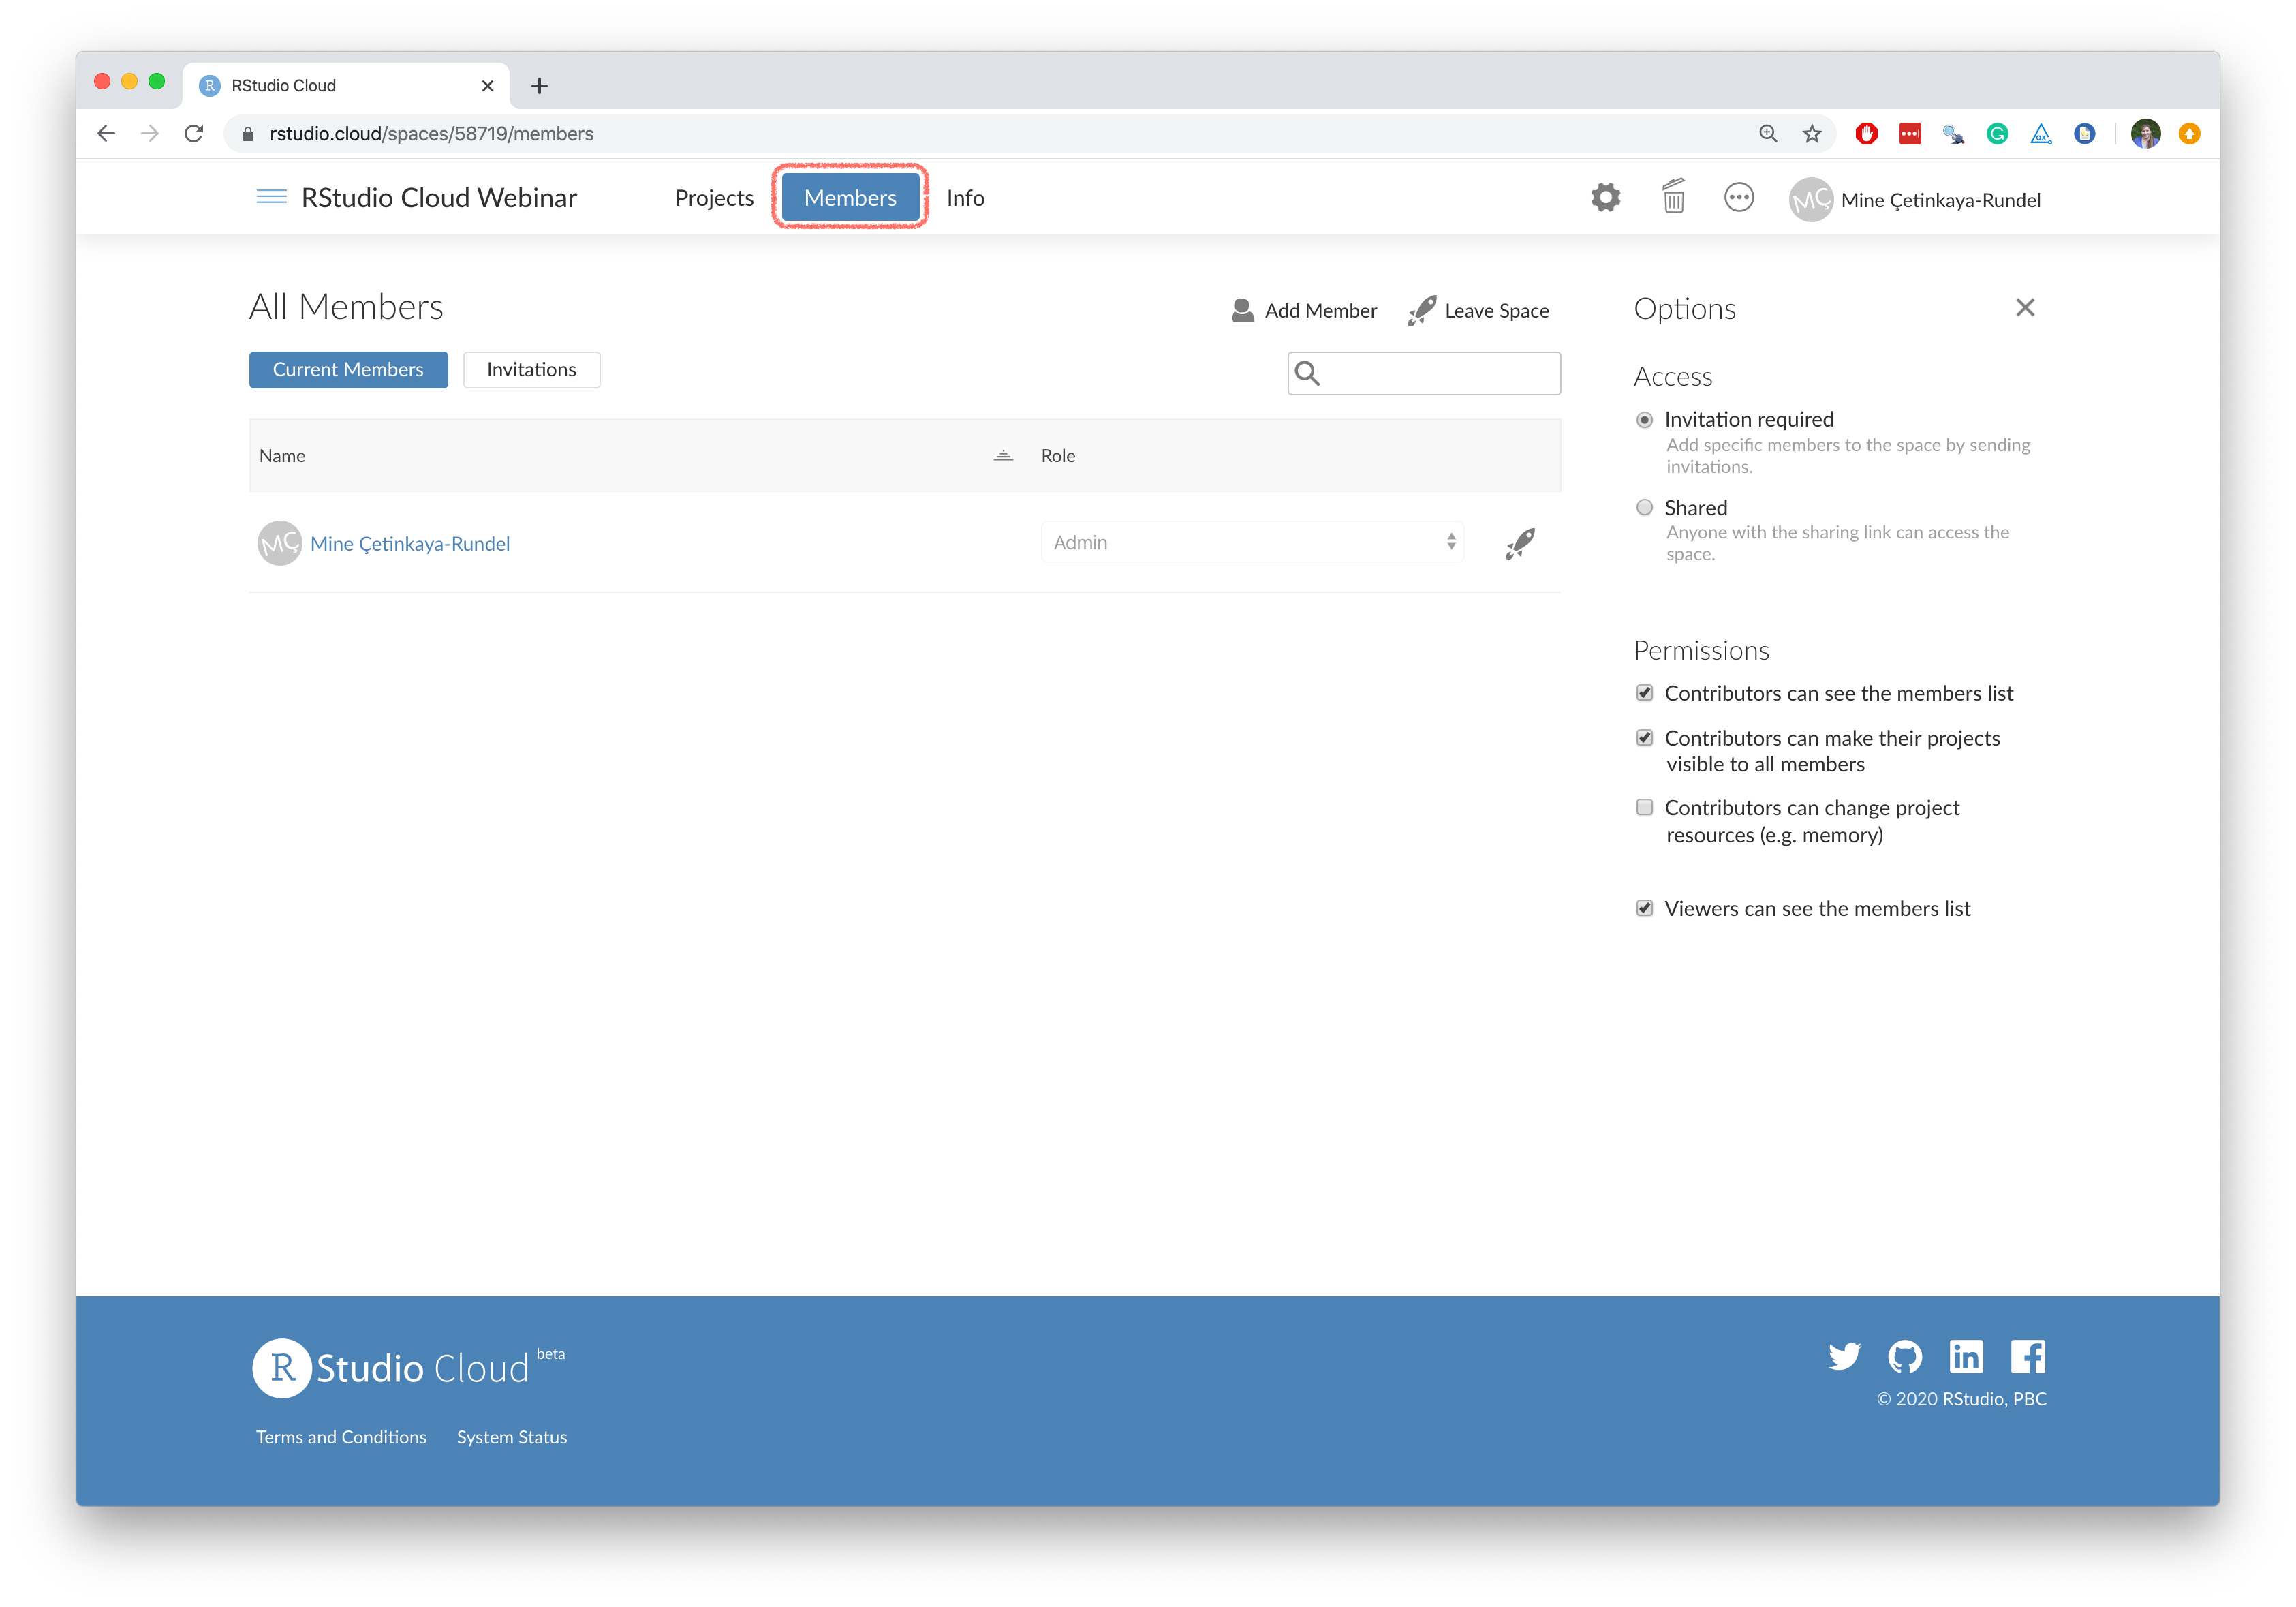 RStudio Cloud
rstudio.cloud/spaces/58719/members
RStudio Cloud Webinar
Projects
Members
Info
MÇ
Mine Çetinkaya-Rundel
All Members
Add Member
Leave Space
Current Members
Invitations
Name
Role
MÇ
Mine Çetinkaya-Rundel
Admin
Options
Access
Invitation required
Add specific members to the space by sending
invitations.
Shared
Anyone with the sharing link can access the
space.
Permissions
Contributors can see the members list
Contributors can make their projects
visible to all members
Contributors can change project
resources (e.g. memory)
Viewers can see the members list
R Studio Cloud beta
Terms and Conditions
System Status
© 2020 RStudio, PBC